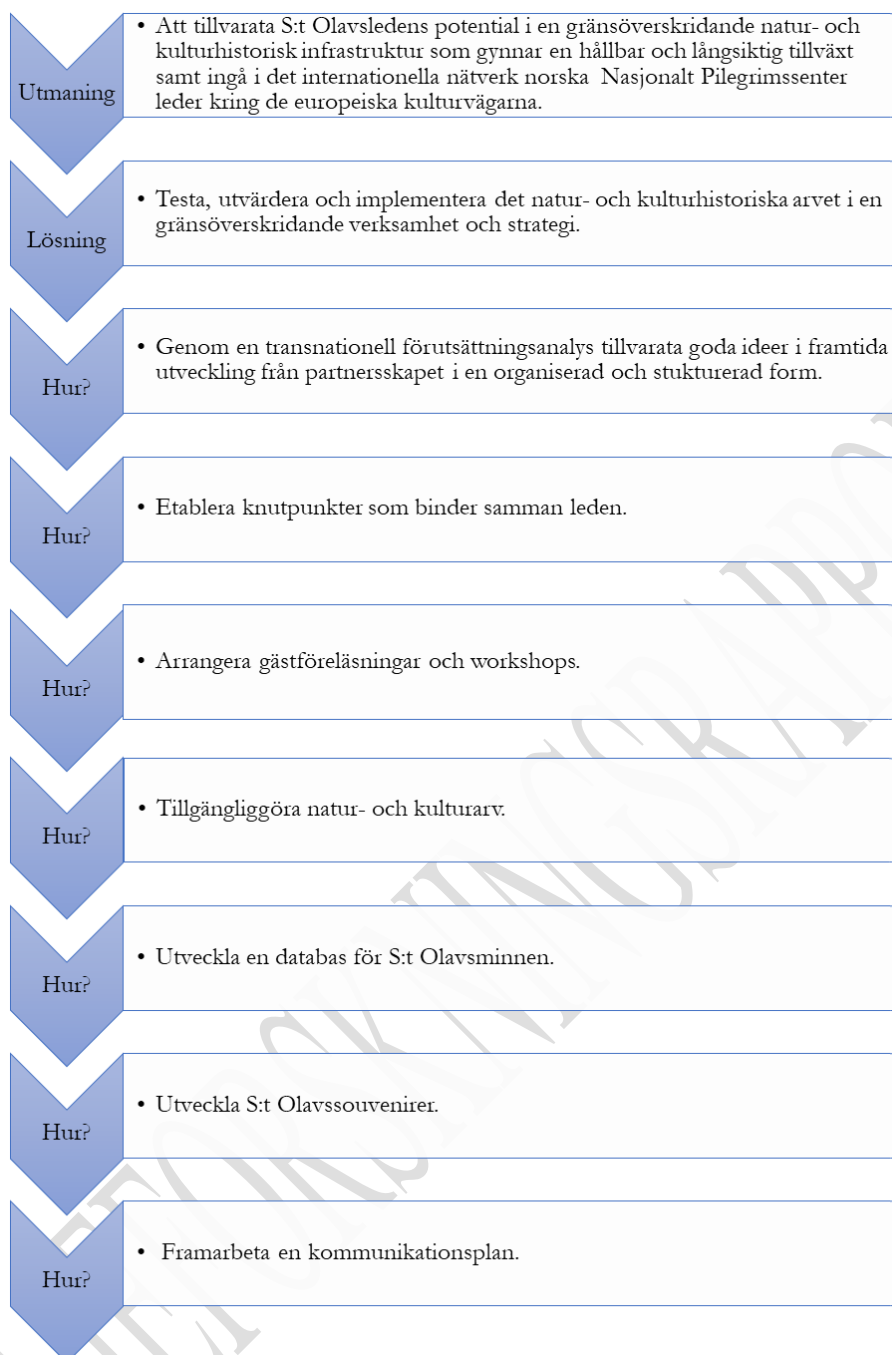 Utmaning
• Att tillvarata S:t Olavsledens potential i en gränsöverskridande natur- och
kulturhistorisk infrastruktur som gynnar en hållbar och långsiktig tillväxt
samt ingå i det internationella nätverk norska Nasjonalt Pilegrimssenter
leder kring de europeiska kulturvägarna.
Lösning
• Testa, utvärdera och implementera det natur- och kulturhistoriska arvet i en
gränsöverskridande verksamhet och strategi.
Hur?
• Genom en transnationell förutsättningsanalys tillvarata goda ideer i framtida
utveckling från partnersskapet i en organiserad och stukturerad form.
Hur?
• Etablera knutpunkter som binder samman leden.
Hur?
• Arrangera gästföreläsningar och workshops.
Hur?
• Tillgängliggöra natur- och kulturarv.
Hur?
• Utveckla en databas för S:t Olavsminnen.
Hur?
• Utveckla S:t Olavssouvenirer.
Hur?
• Framarbeta en kommunikationsplan.